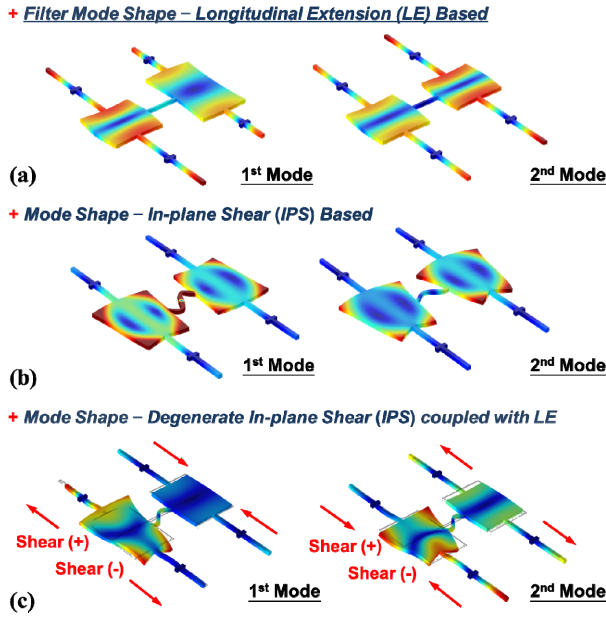 + Filter Mode Shape – Longitudinal Extension (LE) Based
(a)
1st Mode
2nd Mode
+ Mode Shape – In-plane Shear (IPS) Based
(b)
1st Mode
2nd Mode
+ Mode Shape – Degenerate In-plane Shear (IPS) coupled with LE
Shear (+)
Shear (-)
Shear (+)
Shear (-)
(c)
1st Mode
2nd Mode